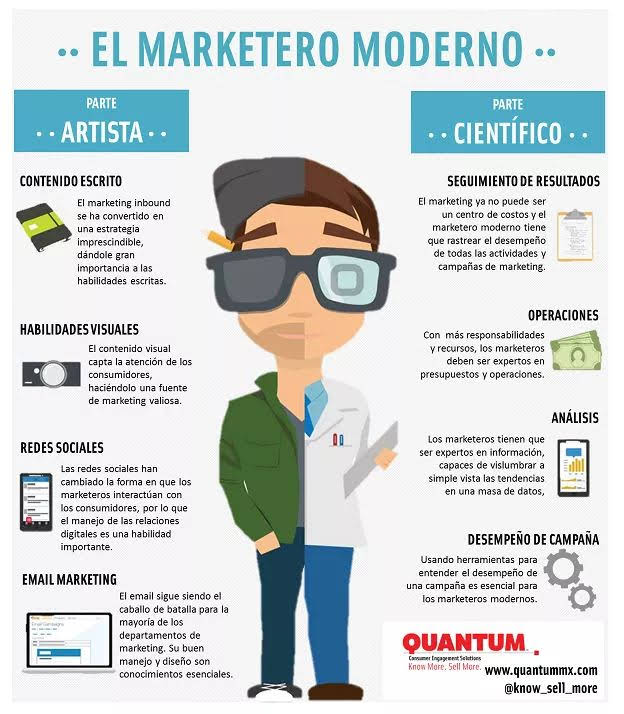 ·· EL MARKETERO MODERNO ··
PARTE
·· ARTISTA ··
CONTENIDO ESCRITO
El marketing inbound
se ha convertido en
una estrategia
imprescindible,
dándole gran
importancia a las
habilidades escritas.
HABILIDADES VISUALES
El contenido visual
capta la atención de los
consumidores,
haciéndolo una fuente
de marketing valiosa.
REDES SOCIALES
Las redes sociales han
cambiado la forma en que los
marketeros interactúan con
los consumidores, por lo que
el manejo de las relaciones
digitales es una habilidad
importante.
EMAIL MARKETING
El email sigue siendo el
caballo de batalla para la
mayoría de los
departamentos de
marketing. Su buen
manejo y diseño son
conocimientos esenciales.
Email Campaigns
PARTE
·· CIENTÍFICO ··
SEGUIMIENTO DE RESULTADOS
El marketing ya no puede ser
un centro de costos y el
marketero moderno tiene
que rastrear el desempeño
de todas las actividades y
campañas de marketing.
OPERACIONES
Con más responsabilidades
y recursos, los marketeros
deben ser expertos en
presupuestos y operaciones.
ANÁLISIS
Los marketeros tienen que
ser expertos en información,
capaces de vislumbrar a
simple vista las tendencias
en una masa de datos,
DESEMPEÑO DE CAMPAÑA
Usando herramientas para
entender el desempeño de
una campaña es esencial para
los marketeros modernos.
QUANTUM
Consumer Engagement Solutions
Know More. Sell More.
www.quantummx.com
@know_sell_more